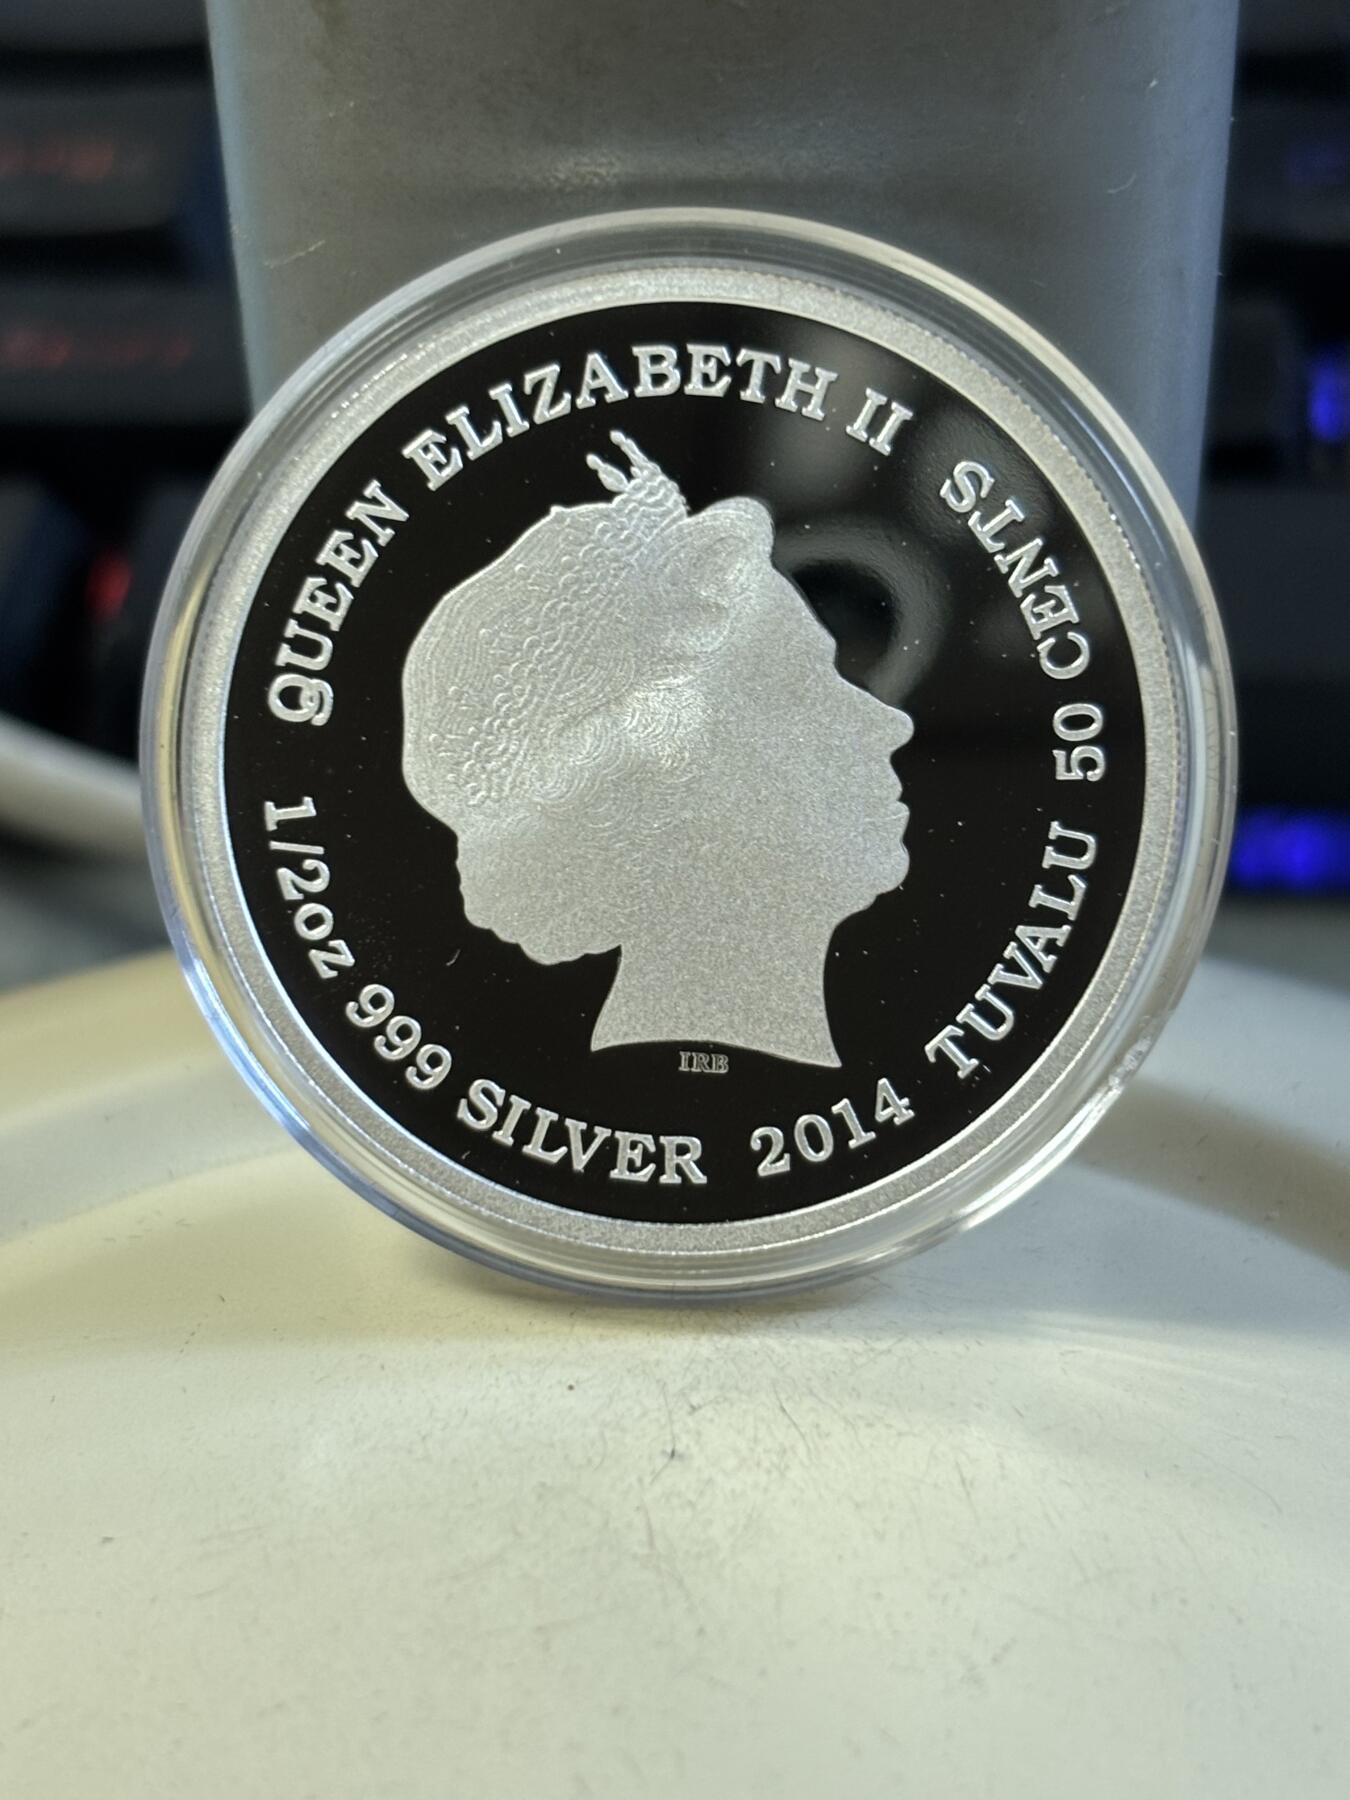 QUEEN ELIZABETH II
1/2oz 999 SILVER 2014 TUVALU 50 CENTS
IRB